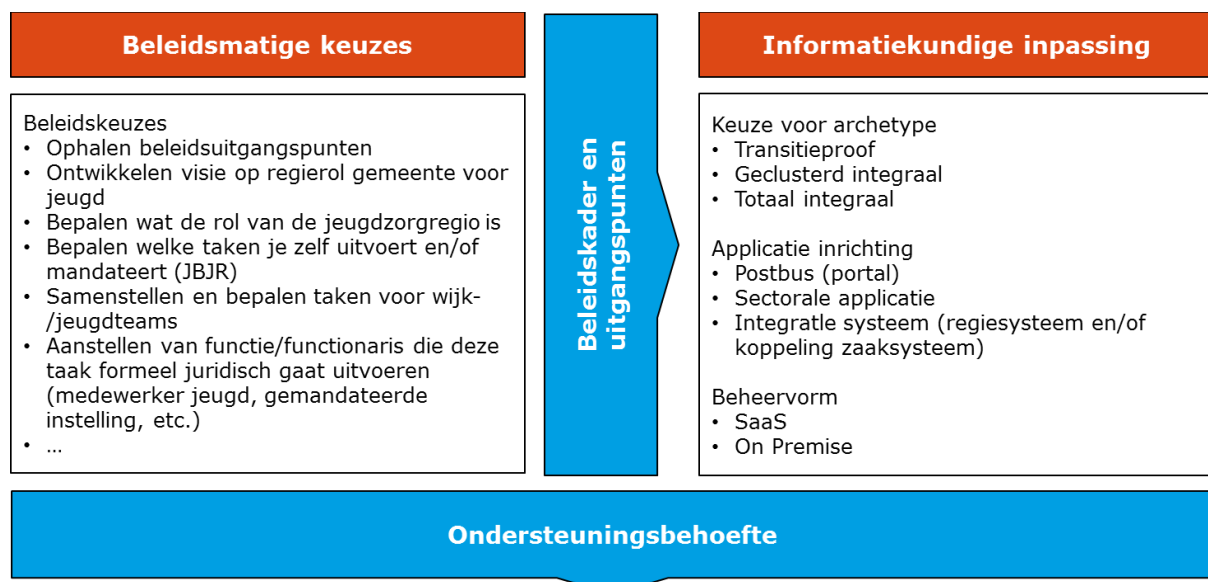 Beleidsmatige keuzes
Beleidskeuzes
• Ophalen beleidsuitgangspunten
• Ontwikkelen visie op regierol gemeente voor
jeugd
• Bepalen wat de rol van de jeugdzorgregio is
• Bepalen welke taken je zelf uitvoert en/of
mandateert (JBJR)
• Samenstellen en bepalen taken voor wijk-
/jeugdteams
• Aanstellen van functie/functionaris die deze
taak formeel juridisch gaat uitvoeren
(medewerker jeugd, gemandateerde
instelling, etc.)
• …
Beleidskader en
uitgangspunten
Informatiekundige inpassing
Keuze voor archetype
• Transitieproof
• Geclusterd integraal
• Totaal integraal
Applicatie inrichting
• Postbus (portal)
• Sectorale applicatie
• Integratle systeem (regiesysteem en/of
koppeling zaaksysteem)
Beheervorm
• SaaS
• On Premise
Ondersteuningsbehoefte